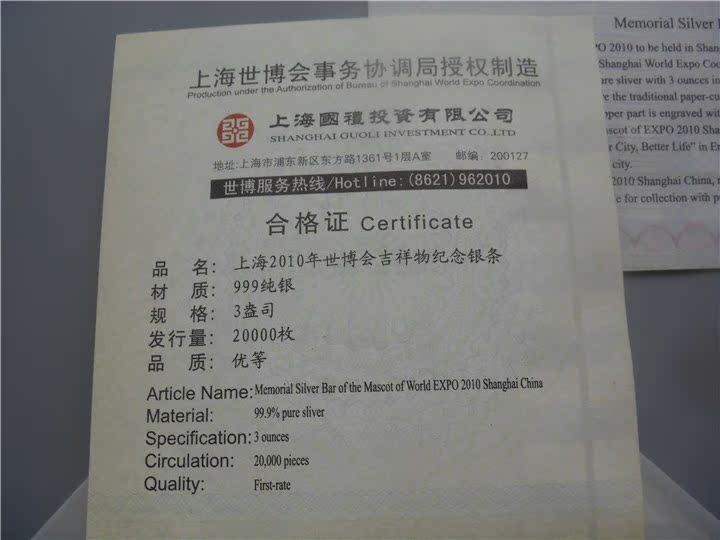 上海世博会事务协调局授权制造
Production under the Authorization of Bureau of Shanghai World Expo Coordination
上海國禮投資有限公司
SHANGHAI GUOLI INVESTMENT CO.,LTD
地址:上海市浦东新区东方路1361号1层A室 邮编: 200127
世博服务热线/Hotline:(8621)962010
合格证 Certificate
品 名: 上海2010年世博会吉祥物纪念银条
材 质: 999纯银
规 格: 3盎司
发行量: 20000枚
品 质: 优等
Article Name: Memorial Silver Bar of the Mascot of World EXPO 2010 Shanghai China
Material: 99.9% pure sliver
Specification: 3 ounces
Circulation: 20,000 pieces
Quality: First-rate
Memorial Silver
2010 to be held in Shan
Shanghai World Expo Coo
sliver with 3 ounces in
the traditional paper-cu
part is engraved wit
ascot of EXPO 2010 Sha
City, Better Life" in E
city.
2010 Shanghai China,
for collection with p